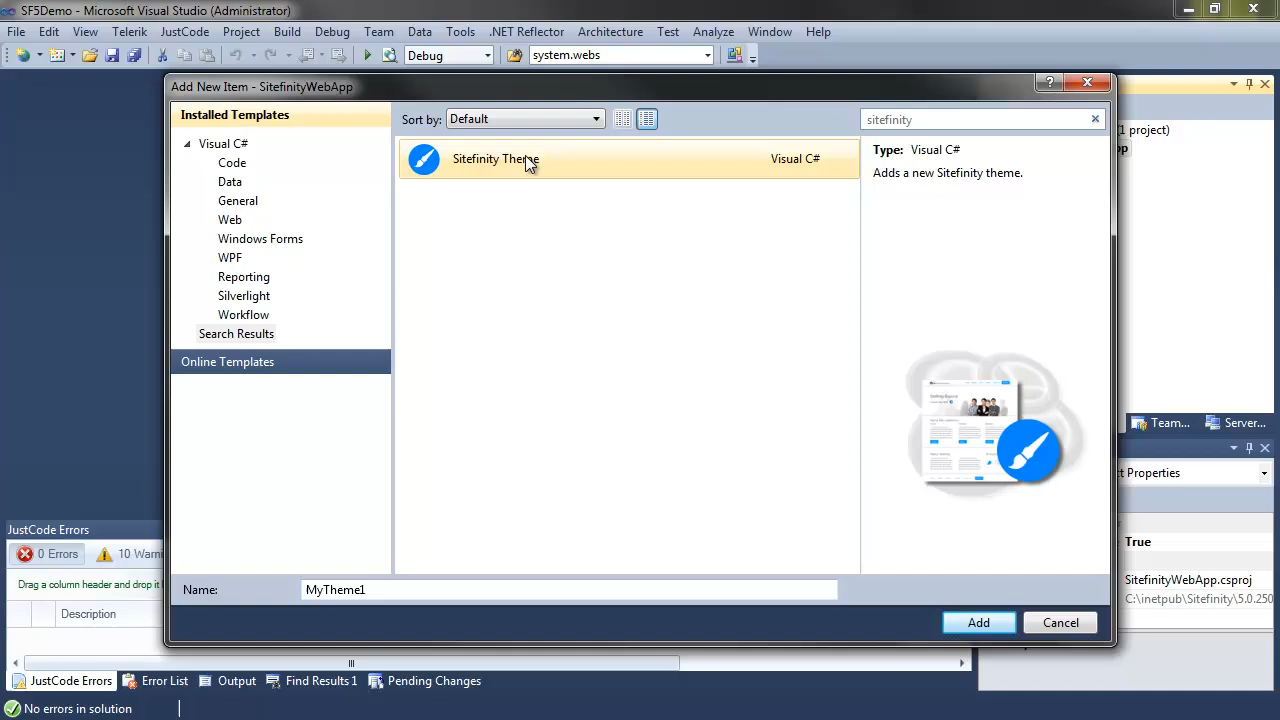 SF5Demo - Microsoft Visual Studio (Administrator)
File Edit View Telerik JustCode Project Build Debug Team Data Tools .NET Reflector Architecture Test Analyze Window Help
Debug system.webs
Add New Item - SitefinityWebApp
Installed Templates
Visual C#
Code
Data
General
Web
Windows Forms
WPF
Reporting
Silverlight
Workflow
Search Results
Online Templates
Sort by: Default
Sitefinity Theme Visual C#
sitefinity
Type: Visual C#
Adds a new Sitefinity theme.
Name: MyTheme1
Add Cancel
(1 project)
pp
Team... Server...
t Properties
True
SitefinityWebApp.csproj
C:\inetpub\Sitefinity\5.0.250
JustCode Errors
0 Errors 10 Warni
Drag a column header and drop it
Description
JustCode Errors Error List Output Find Results 1 Pending Changes
No errors in solution